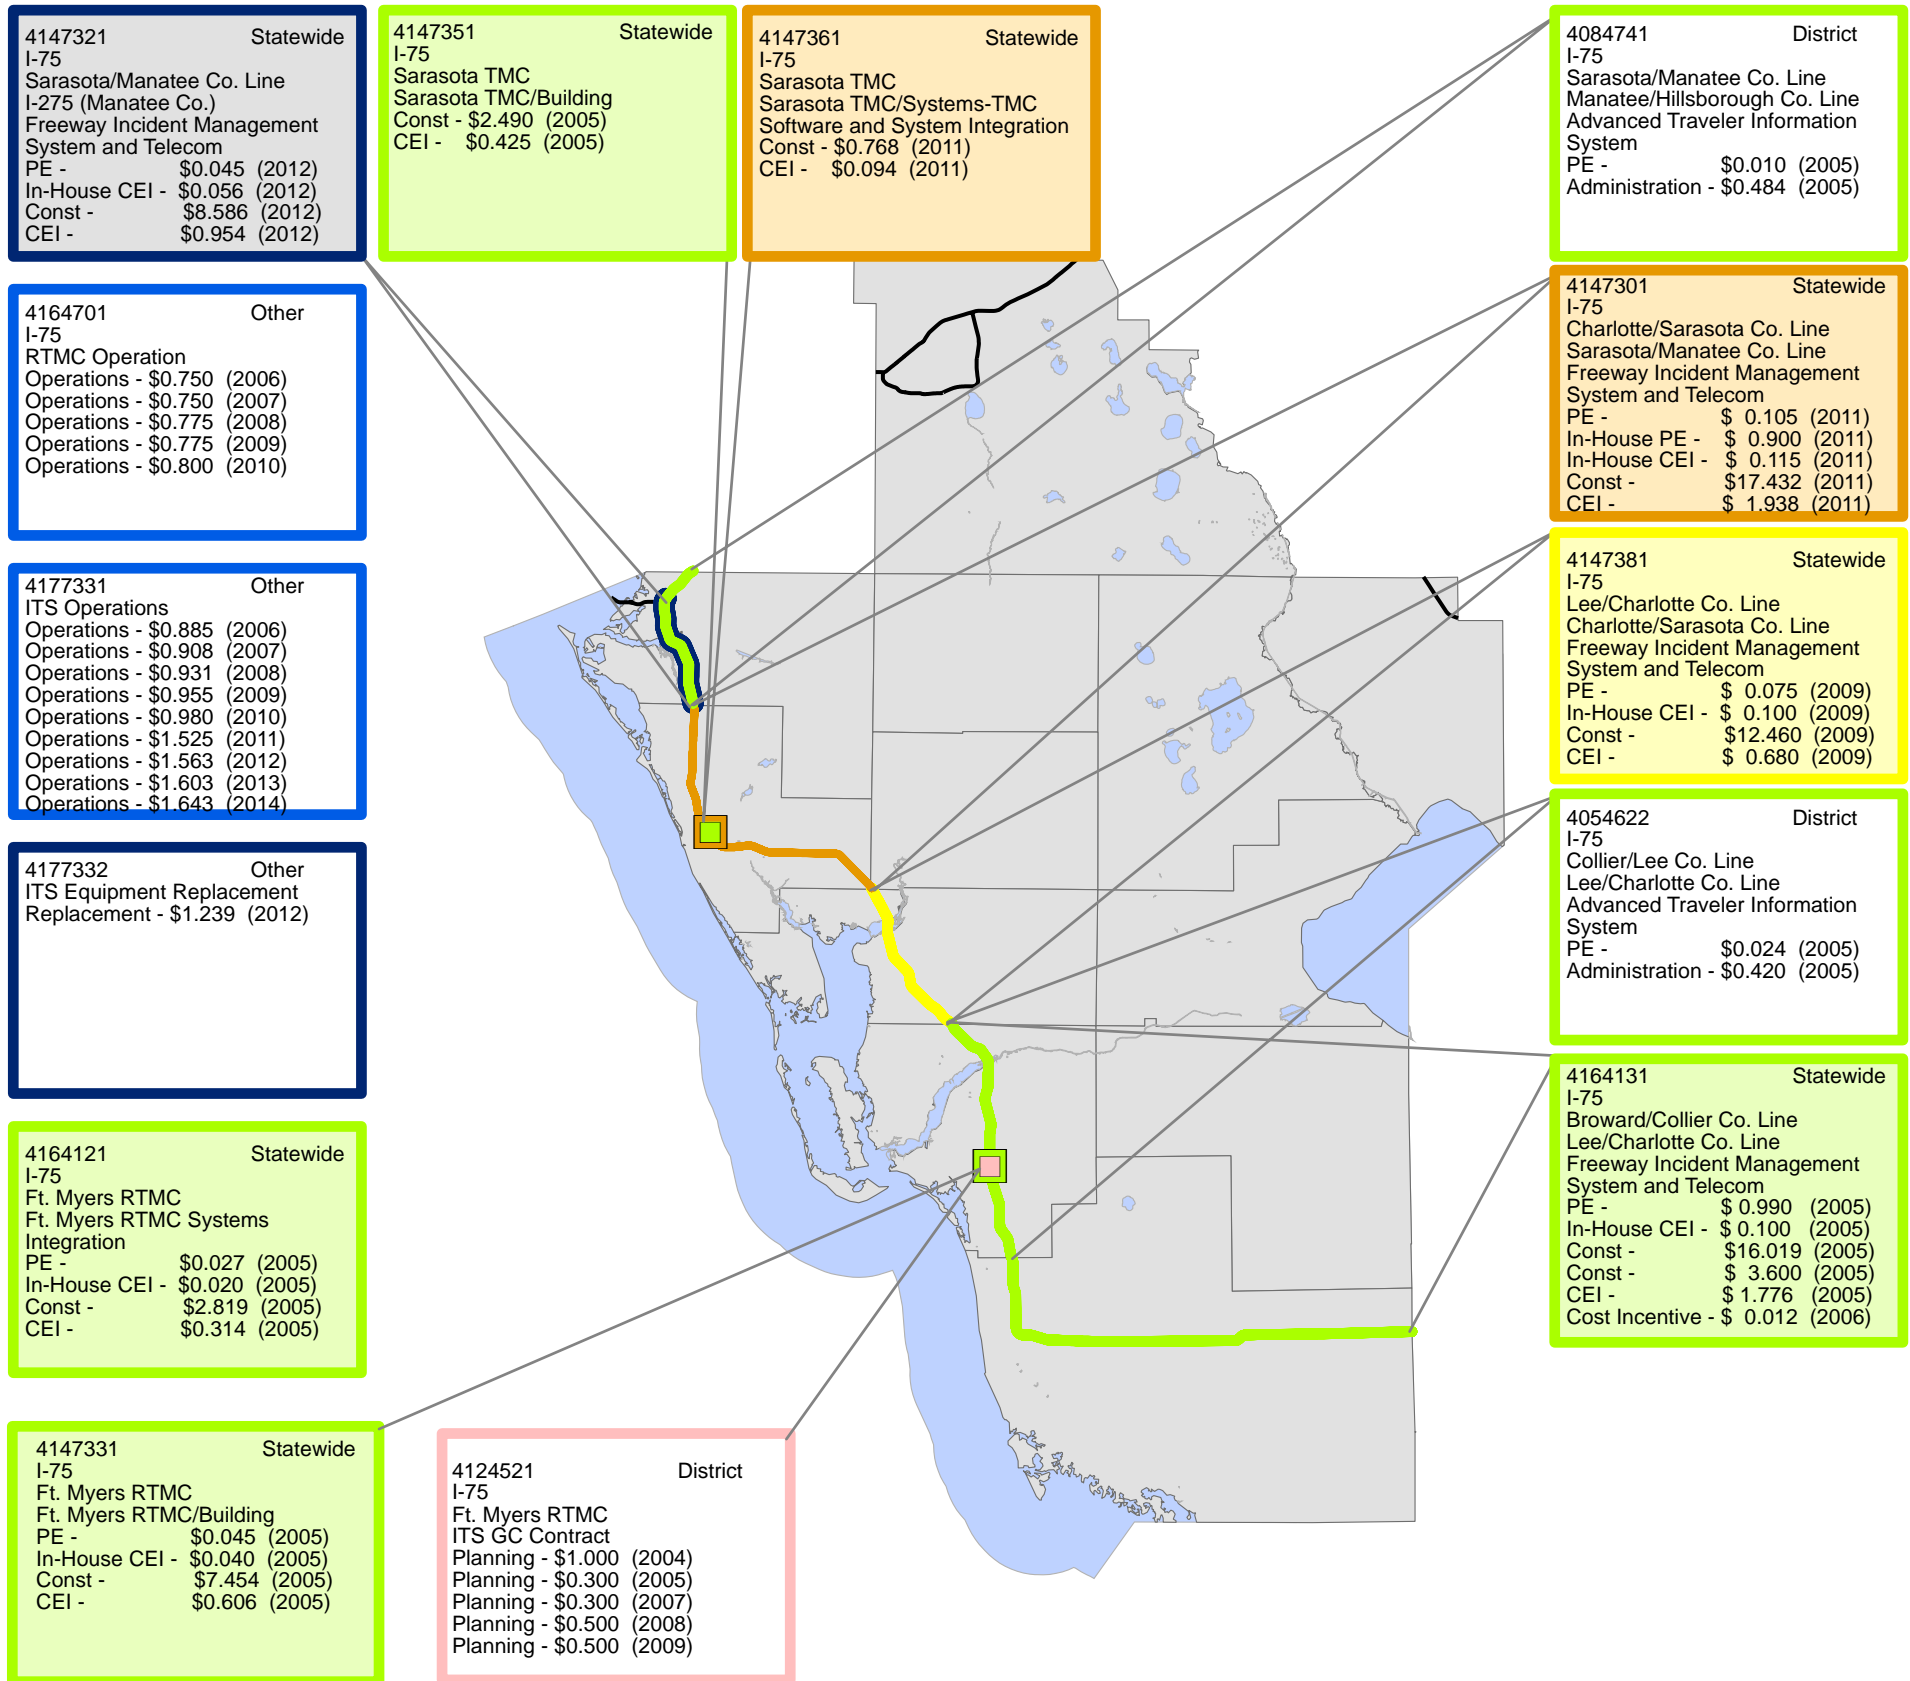 4147321 Statewide
I-75
Sarasota/Manatee Co. Line
I-275 (Manatee Co.)
Freeway Incident Management
System and Telecom
PE - $0.045 (2012)
In-House CEI - $0.056 (2012)
Const - $8.586 (2012)
CEI - $0.954 (2012)
4147351 Statewide
I-75
Sarasota TMC
Sarasota TMC/Building
Const - $2.490 (2005)
CEI - $0.425 (2005)
4147361 Statewide
I-75
Sarasota TMC
Sarasota TMC/Systems-TMC
Software and System Integration
Const - $0.768 (2011)
CEI - $0.094 (2011)
4084741 District
I-75
Sarasota/Manatee Co. Line
Manatee/Hillsborough Co. Line
Advanced Traveler Information
System
PE - $0.010 (2005)
Administration - $0.484 (2005)
4164701 Other
I-75
RTMC Operation
Operations - $0.750 (2006)
Operations - $0.750 (2007)
Operations - $0.775 (2008)
Operations - $0.775 (2009)
Operations - $0.800 (2010)
4147301 Statewide
I-75
Charlotte/Sarasota Co. Line
Sarasota/Manatee Co. Line
Freeway Incident Management
System and Telecom
PE - $ 0.105 (2011)
In-House PE - $ 0.900 (2011)
In-House CEI - $ 0.115 (2011)
Const - $17.432 (2011)
CEI - $ 1.938 (2011)
4177331 Other
ITS Operations
Operations - $0.885 (2006)
Operations - $0.908 (2007)
Operations - $0.931 (2008)
Operations - $0.955 (2009)
Operations - $0.980 (2010)
Operations - $1.525 (2011)
Operations - $1.563 (2012)
Operations - $1.603 (2013)
Operations - $1.643 (2014)
4147381 Statewide
I-75
Lee/Charlotte Co. Line
Charlotte/Sarasota Co. Line
Freeway Incident Management
System and Telecom
PE - $ 0.075 (2009)
In-House CEI - $ 0.100 (2009)
Const - $12.460 (2009)
CEI - $ 0.680 (2009)
4177332 Other
ITS Equipment Replacement
Replacement - $1.239 (2012)
4054622 District
I-75
Collier/Lee Co. Line
Lee/Charlotte Co. Line
Advanced Traveler Information
System
PE - $0.024 (2005)
Administration - $0.420 (2005)
4164121 Statewide
I-75
Ft. Myers RTMC
Ft. Myers RTMC Systems
Integration
PE - $0.027 (2005)
In-House CEI - $0.020 (2005)
Const - $2.819 (2005)
CEI - $0.314 (2005)
4164131 Statewide
I-75
Broward/Collier Co. Line
Lee/Charlotte Co. Line
Freeway Incident Management
System and Telecom
PE - $ 0.990 (2005)
In-House CEI - $ 0.100 (2005)
Const - $16.019 (2005)
Const - $ 3.600 (2005)
CEI - $ 1.776 (2005)
Cost Incentive - $ 0.012 (2006)
4147331 Statewide
I-75
Ft. Myers RTMC
Ft. Myers RTMC/Building
PE - $0.045 (2005)
In-House CEI - $0.040 (2005)
Const - $7.454 (2005)
CEI - $0.606 (2005)
4124521 District
I-75
Ft. Myers RTMC
ITS GC Contract
Planning - $1.000 (2004)
Planning - $0.300 (2005)
Planning - $0.300 (2007)
Planning - $0.500 (2008)
Planning - $0.500 (2009)